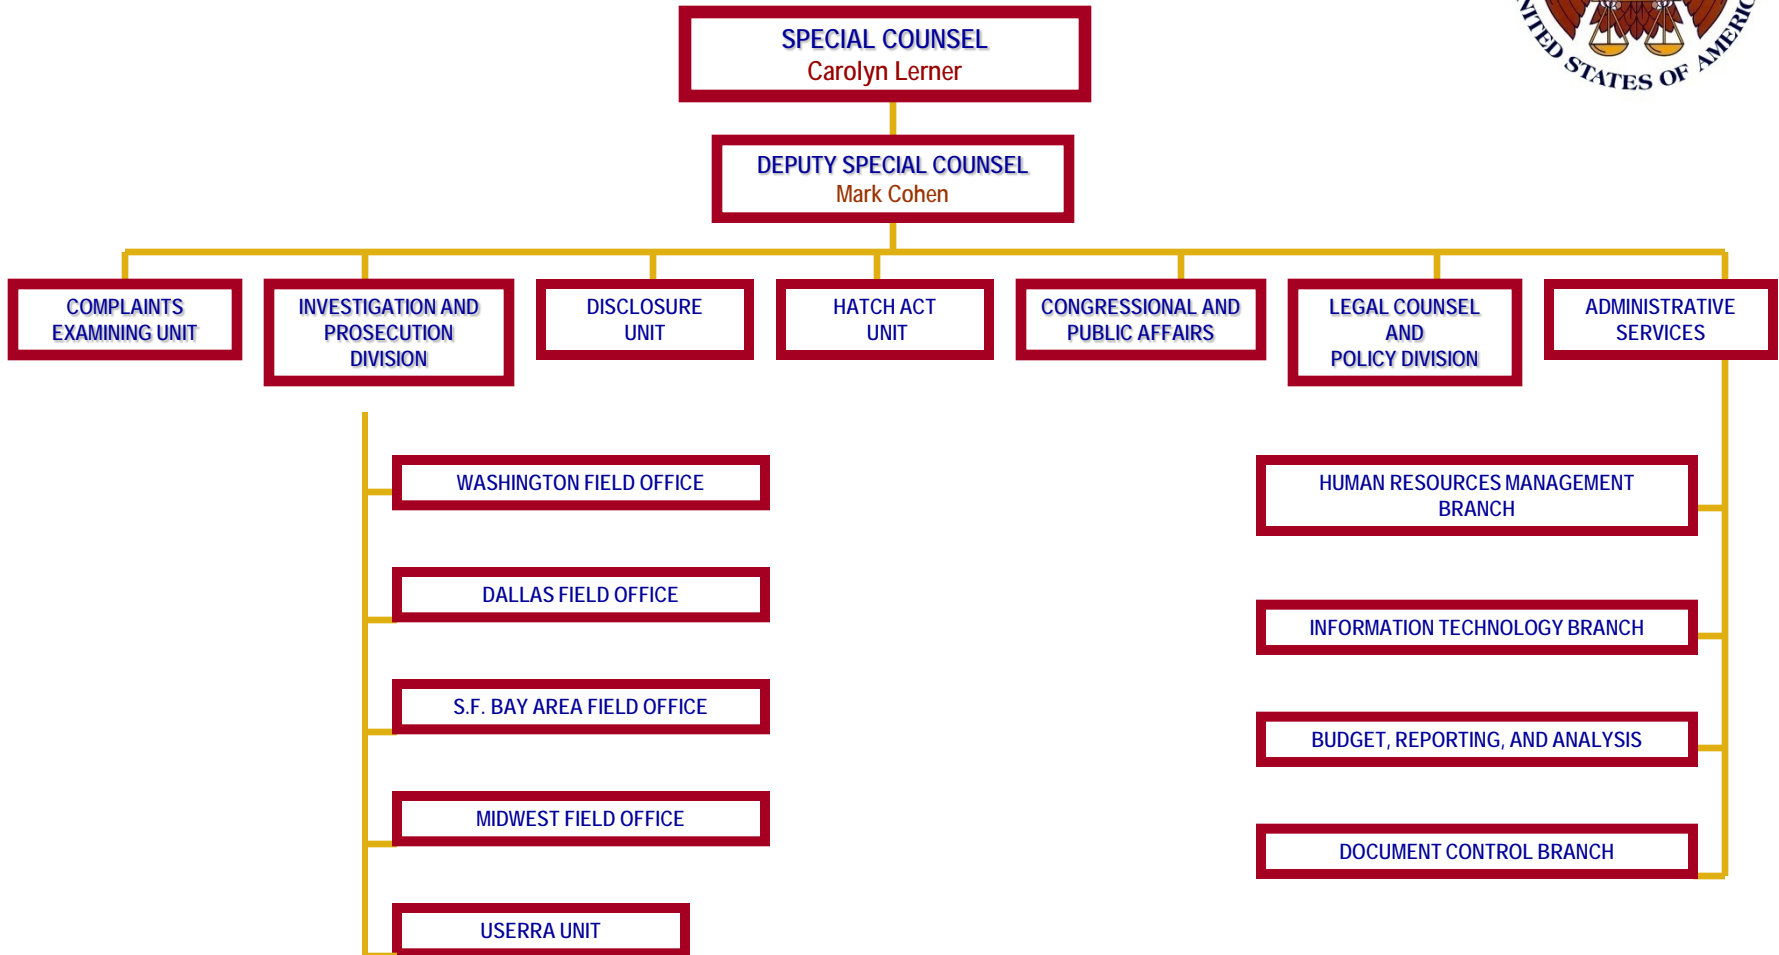 SPECIAL COUNSEL
Carolyn Lerner
UNITED STATES OF AMERIC
DEPUTY SPECIAL COUNSEL
Mark Cohen
COMPLAINTS
EXAMINING UNIT
INVESTIGATION AND
PROSECUTION
DIVISION
DISCLOSURE
UNIT
HATCH ACT
UNIT
CONGRESSIONAL AND
PUBLIC AFFAIRS
LEGAL COUNSEL
AND
POLICY DIVISION
ADMINISTRATIVE
SERVICES
WASHINGTON FIELD OFFICE
DALLAS FIELD OFFICE
S.F. BAY AREA FIELD OFFICE
MIDWEST FIELD OFFICE
USERRA UNIT
HUMAN RESOURCES MANAGEMENT
BRANCH
INFORMATION TECHNOLOGY BRANCH
BUDGET, REPORTING, AND ANALYSIS
DOCUMENT CONTROL BRANCH